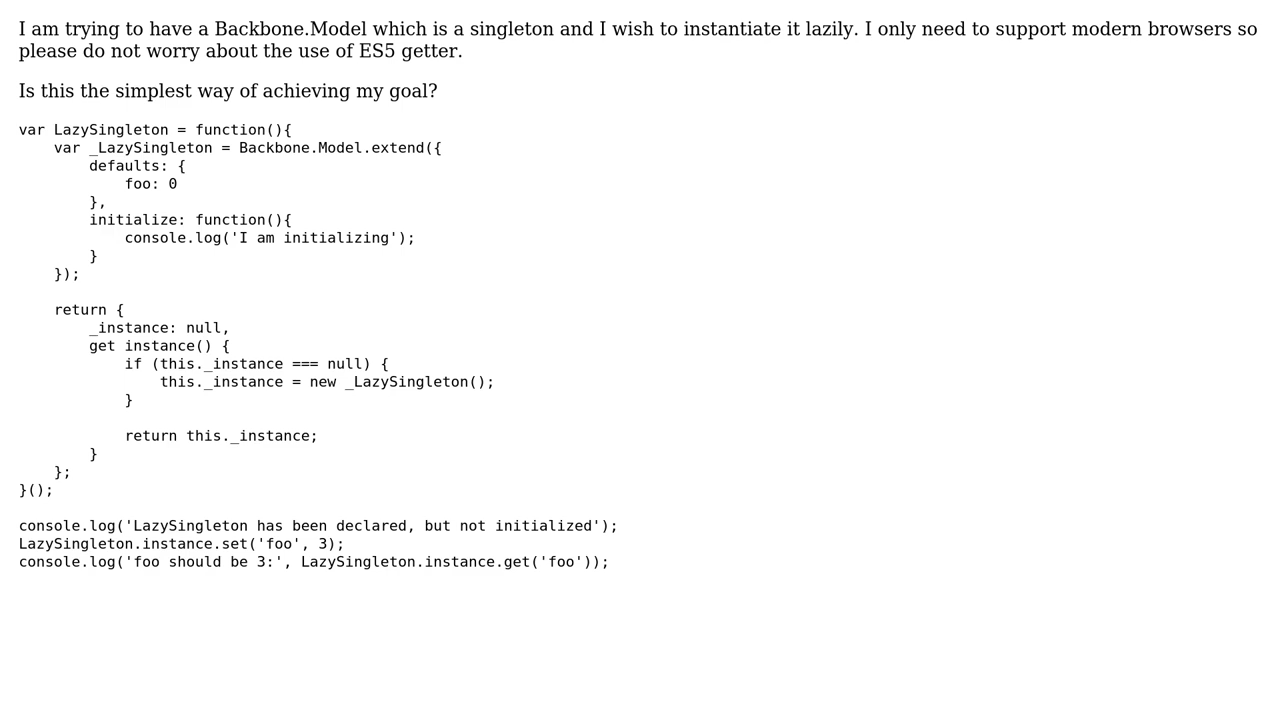 I am trying to have a Backbone.Model which is a singleton and I wish to instantiate it lazily. I only need to support modern browsers so
please do not worry about the use of ES5 getter.
Is this the simplest way of achieving my goal?
var LazySingleton = function(){
    var _LazySingleton = Backbone.Model.extend({
        defaults: {
            foo: 0
        },
        initialize: function(){
            console.log('I am initializing');
        }
    });

    return {
        _instance: null,
        get instance() {
            if (this._instance === null) {
                this._instance = new _LazySingleton();
            }

            return this._instance;
        }
    };
}();

console.log('LazySingleton has been declared, but not initialized');
LazySingleton.instance.set('foo', 3);
console.log('foo should be 3:', LazySingleton.instance.get('foo'));